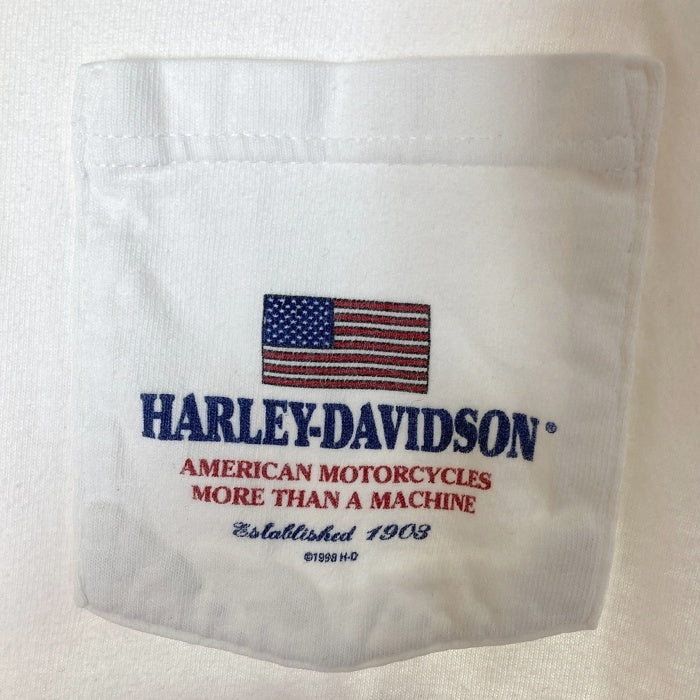 HARLEY-DAVIDSON®
AMERICAN MOTORCYCLES
MORE THAN A MACHINE
Established 1903
©1998 H-D